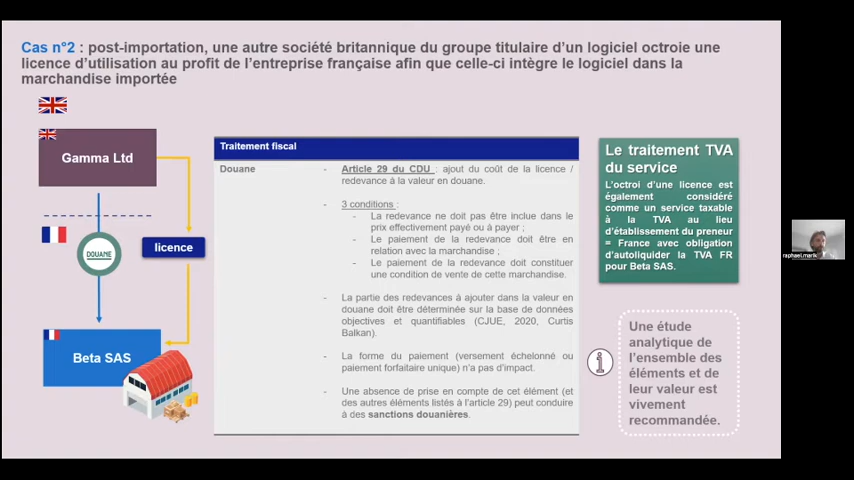 Cas n°2 : post-importation, une autre société britannique du groupe titulaire d'un logiciel octroie une
licence d'utilisation au profit de l'entreprise française afin que celle-ci intègre le logiciel dans la
marchandise importée
Gamma Ltd
DOUANE
licence
Beta SAS
Traitement fiscal
Douane
- Article 29 du CDU : ajout du coût de la licence /
redevance à la valeur en douane.
- 3 conditions :
- La redevance ne doit pas être inclue dans le
prix effectivement payé ou à payer ;
- Le paiement de la redevance doit être en
relation avec la marchandise ;
- Le paiement de la redevance doit constituer
une condition de vente de cette marchandise.
- La partie des redevances à ajouter dans la valeur en
douane doit être déterminée sur la base de données
objectives et quantifiables (CJUE, 2020, Curtis
Balkan).
- La forme du paiement (versement échelonné ou
paiement forfaitaire unique) n'a pas d'impact.
- Une absence de prise en compte de cet élément (et
des autres éléments listés à l'article 29) peut conduire
à des sanctions douanières.
Le traitement TVA
du service
L'octroi d'une licence est
également considéré
comme un service taxable
à la TVA au lieu
d'établissement du preneur
= France avec obligation
d'autoliquider la TVA FR
pour Beta SAS.
i
Une étude
analytique de
l'ensemble des
éléments et de
leur valeur est
vivement
recommandée.